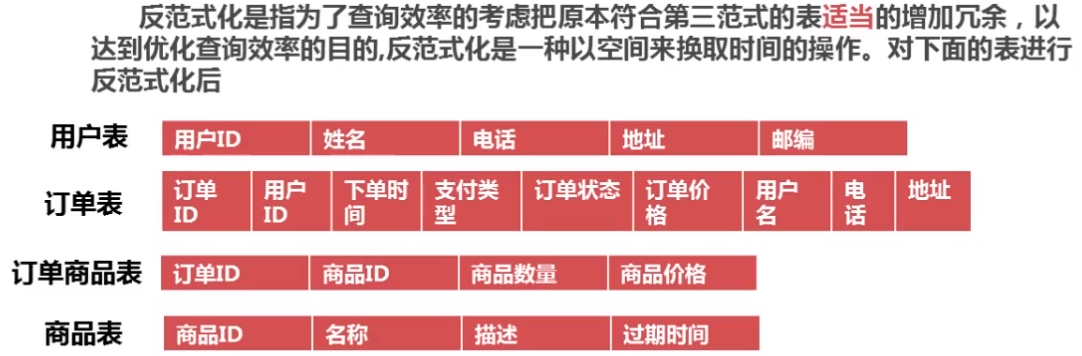 反范式化是指为了查询效率的考虑把原本符合第三范式的表适当的增加冗余，以
达到优化查询效率的目的,反范式化是一种以空间来换取时间的操作。对下面的表进行
反范式化后
用户表 用户ID 姓名 电话 地址 邮编
订单表 订单ID 用户ID 下单时间 支付类型 订单状态 订单价格 用户名 电话 地址
订单商品表 订单ID 商品ID 商品数量 商品价格
商品表 商品ID 名称 描述 过期时间